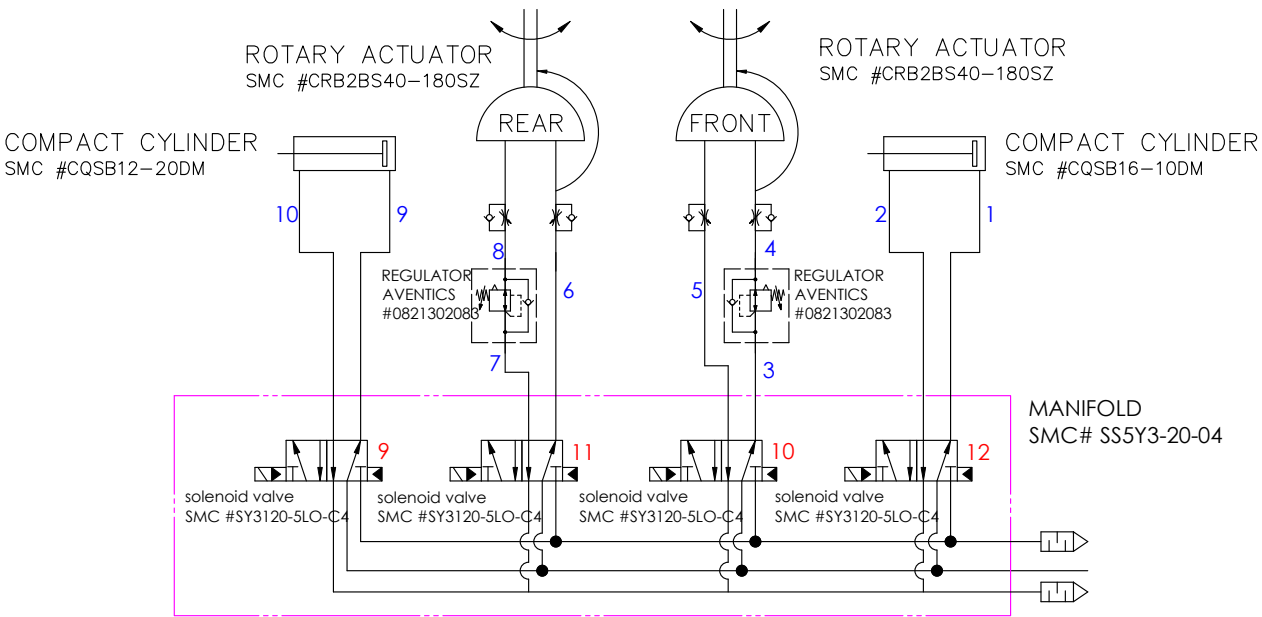 ROTARY ACTUATOR
SMC #CRB2BS40-180SZ
ROTARY ACTUATOR
SMC #CRB2BS40-180SZ
COMPACT CYLINDER
SMC #CQSB12-20DM
REAR
FRONT
COMPACT CYLINDER
SMC #CQSB16-10DM
10
9
2
1
8
4
REGULATOR
AVENTICS
#0821302083
6
5
REGULATOR
AVENTICS
#0821302083
7
3
MANIFOLD
SMC# SS5Y3-20-04
9
11
10
12
solenoid valve
SMC #SY3120-5LO-C4
solenoid valve
SMC #SY3120-5LO-C4
solenoid valve
SMC #SY3120-5LO-C4
solenoid valve
SMC #SY3120-5LO-C4